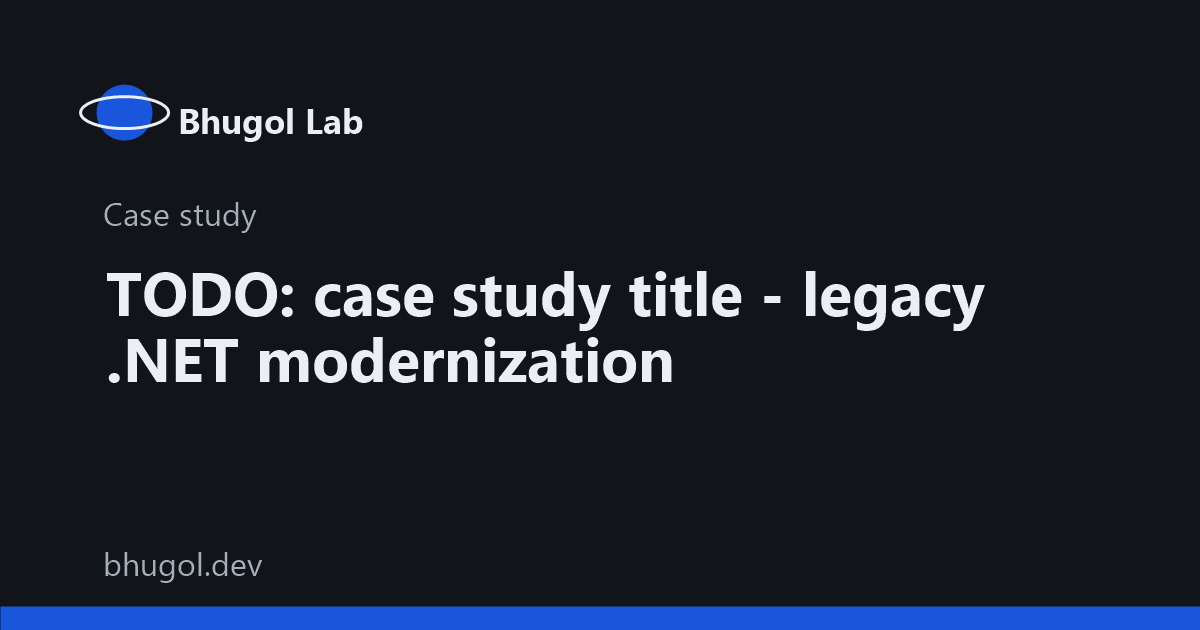 Bhugol Lab
Case study
TODO: case study title - legacy
.NET modernization
bhugol.dev